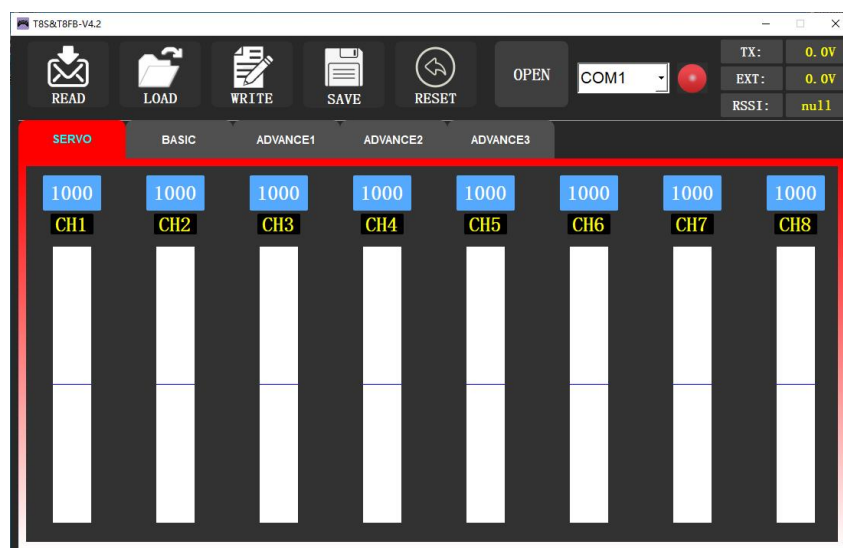 T8S&T8FB-V4.2
READ LOAD WRITE SAVE RESET OPEN COM1
TX: 0.0V
EXT: 0.0V
RSSI: null
SERVO BASIC ADVANCE1 ADVANCE2 ADVANCE3
1000 1000 1000 1000 1000 1000 1000 1000
CH1 CH2 CH3 CH4 CH5 CH6 CH7 CH8